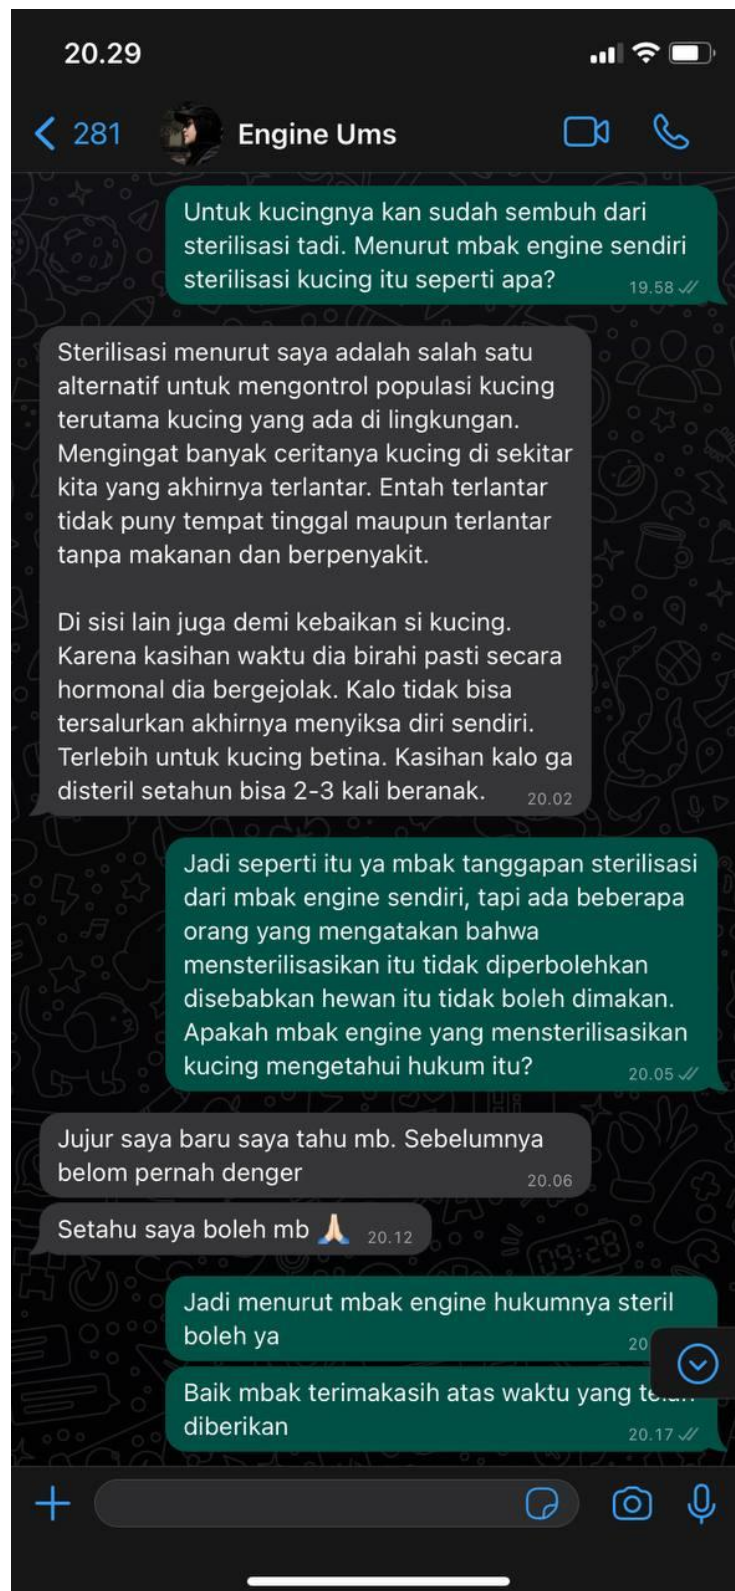 20.29
281
Engine Ums
Untuk kucingnya kan sudah sembuh dari
sterilisasi tadi. Menurut mbak engine sendiri
sterilisasi kucing itu seperti apa?
19.58
Sterilisasi menurut saya adalah salah satu
alternatif untuk mengontrol populasi kucing
terutama kucing yang ada di lingkungan.
Mengingat banyak ceritanya kucing di sekitar
kita yang akhirnya terlantar. Entah terlantar
tidak puny tempat tinggal maupun terlantar
tanpa makanan dan berpenyakit.
Di sisi lain juga demi kebaikan si kucing.
Karena kasihan waktu dia birahi pasti secara
hormonal dia bergejolak. Kalo tidak bisa
tersalurkan akhirnya menyiksa diri sendiri.
Terlebih untuk kucing betina. Kasihan kalo ga
disteril setahun bisa 2-3 kali beranak.
20.02
Jadi seperti itu ya mbak tanggapan sterilisasi
dari mbak engine sendiri, tapi ada beberapa
orang yang mengatakan bahwa
mensterilisasikan itu tidak diperbolehkan
disebabkan hewan itu tidak boleh dimakan.
Apakah mbak engine yang mensterilisasikan
kucing mengetahui hukum itu?
20.05
Jujur saya baru saya tahu mb. Sebelumnya
belom pernah denger
20.06
Setahu saya boleh mb 🙏🏻
20.12
Jadi menurut mbak engine hukumnya steril
boleh ya
20
Baik mbak terimakasih atas waktu yang
diberikan
20.17